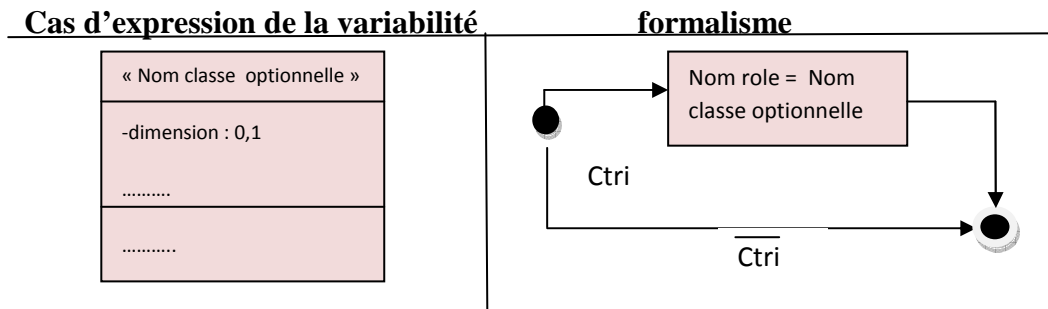 Cas d’expression de la variabilité formalisme
« Nom classe optionnelle »
-dimension : 0,1
……….
………..
Nom role = Nom
classe optionnelle
Ctri
Ctri